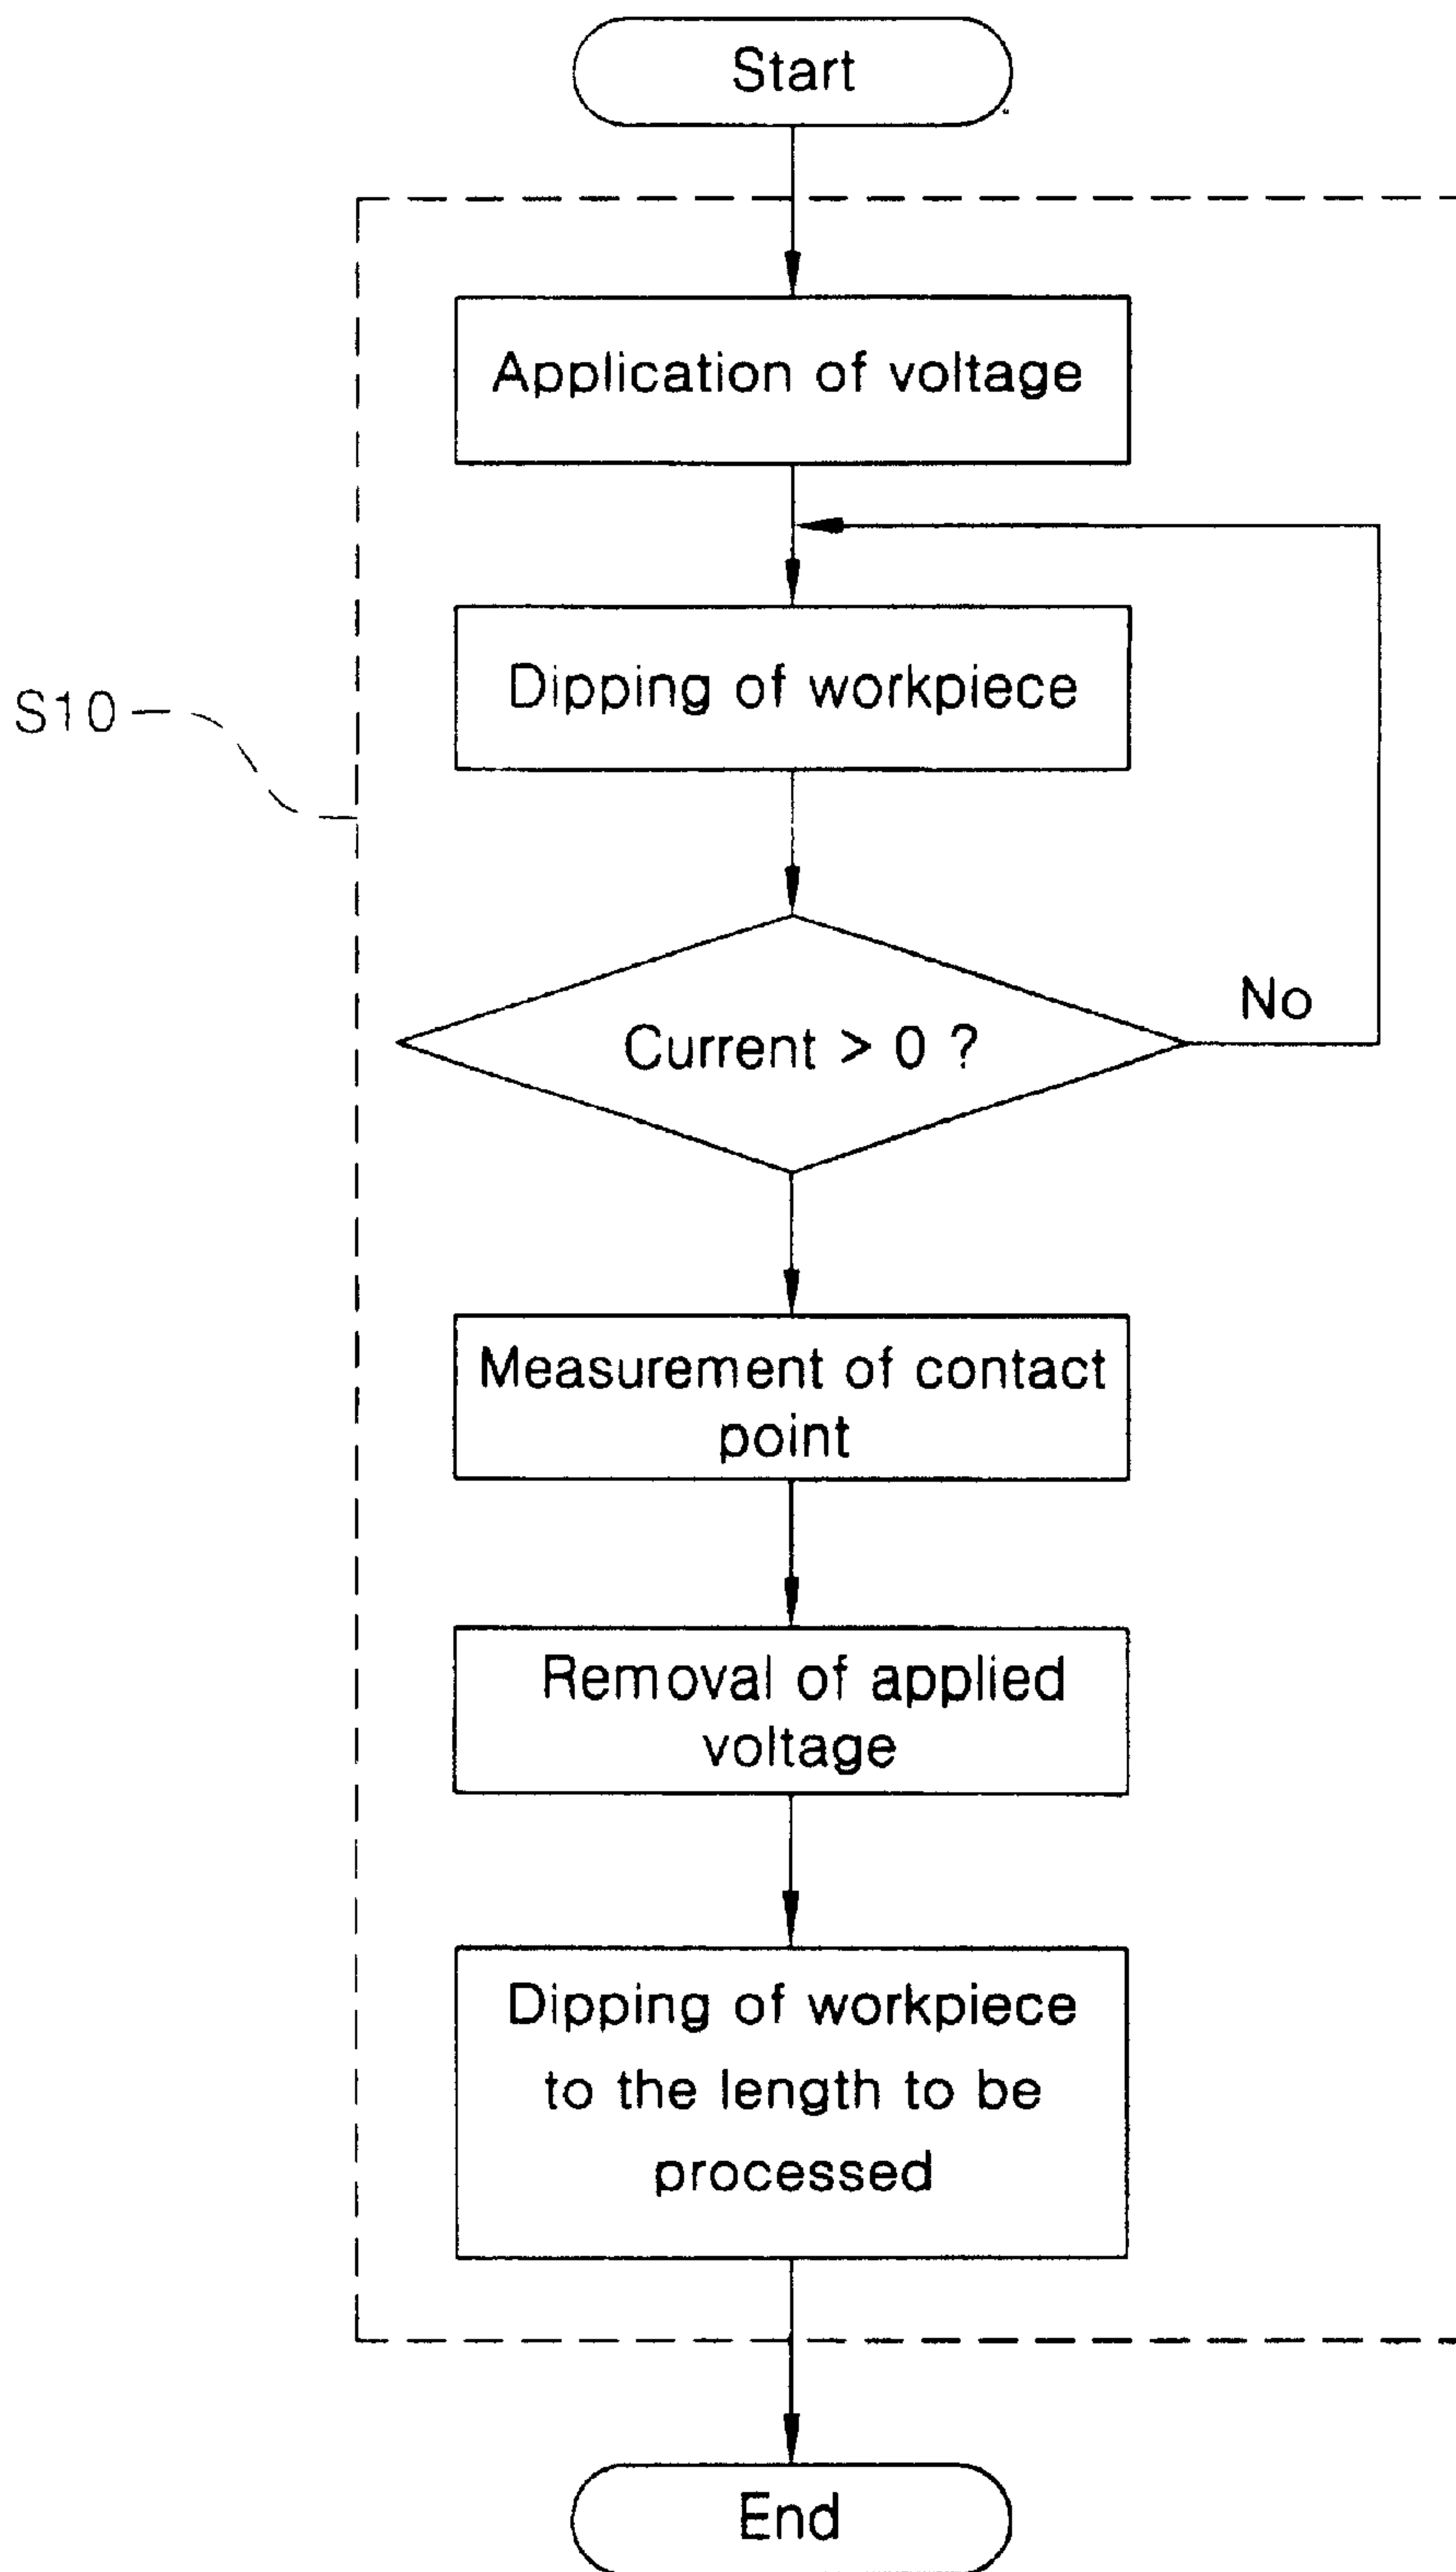 Start
Application of voltage
Dipping of workpiece
S10
Current > 0 ?
No
Measurement of contact
point
Removal of applied
voltage
Dipping of workpiece
to the length to be
processed
End